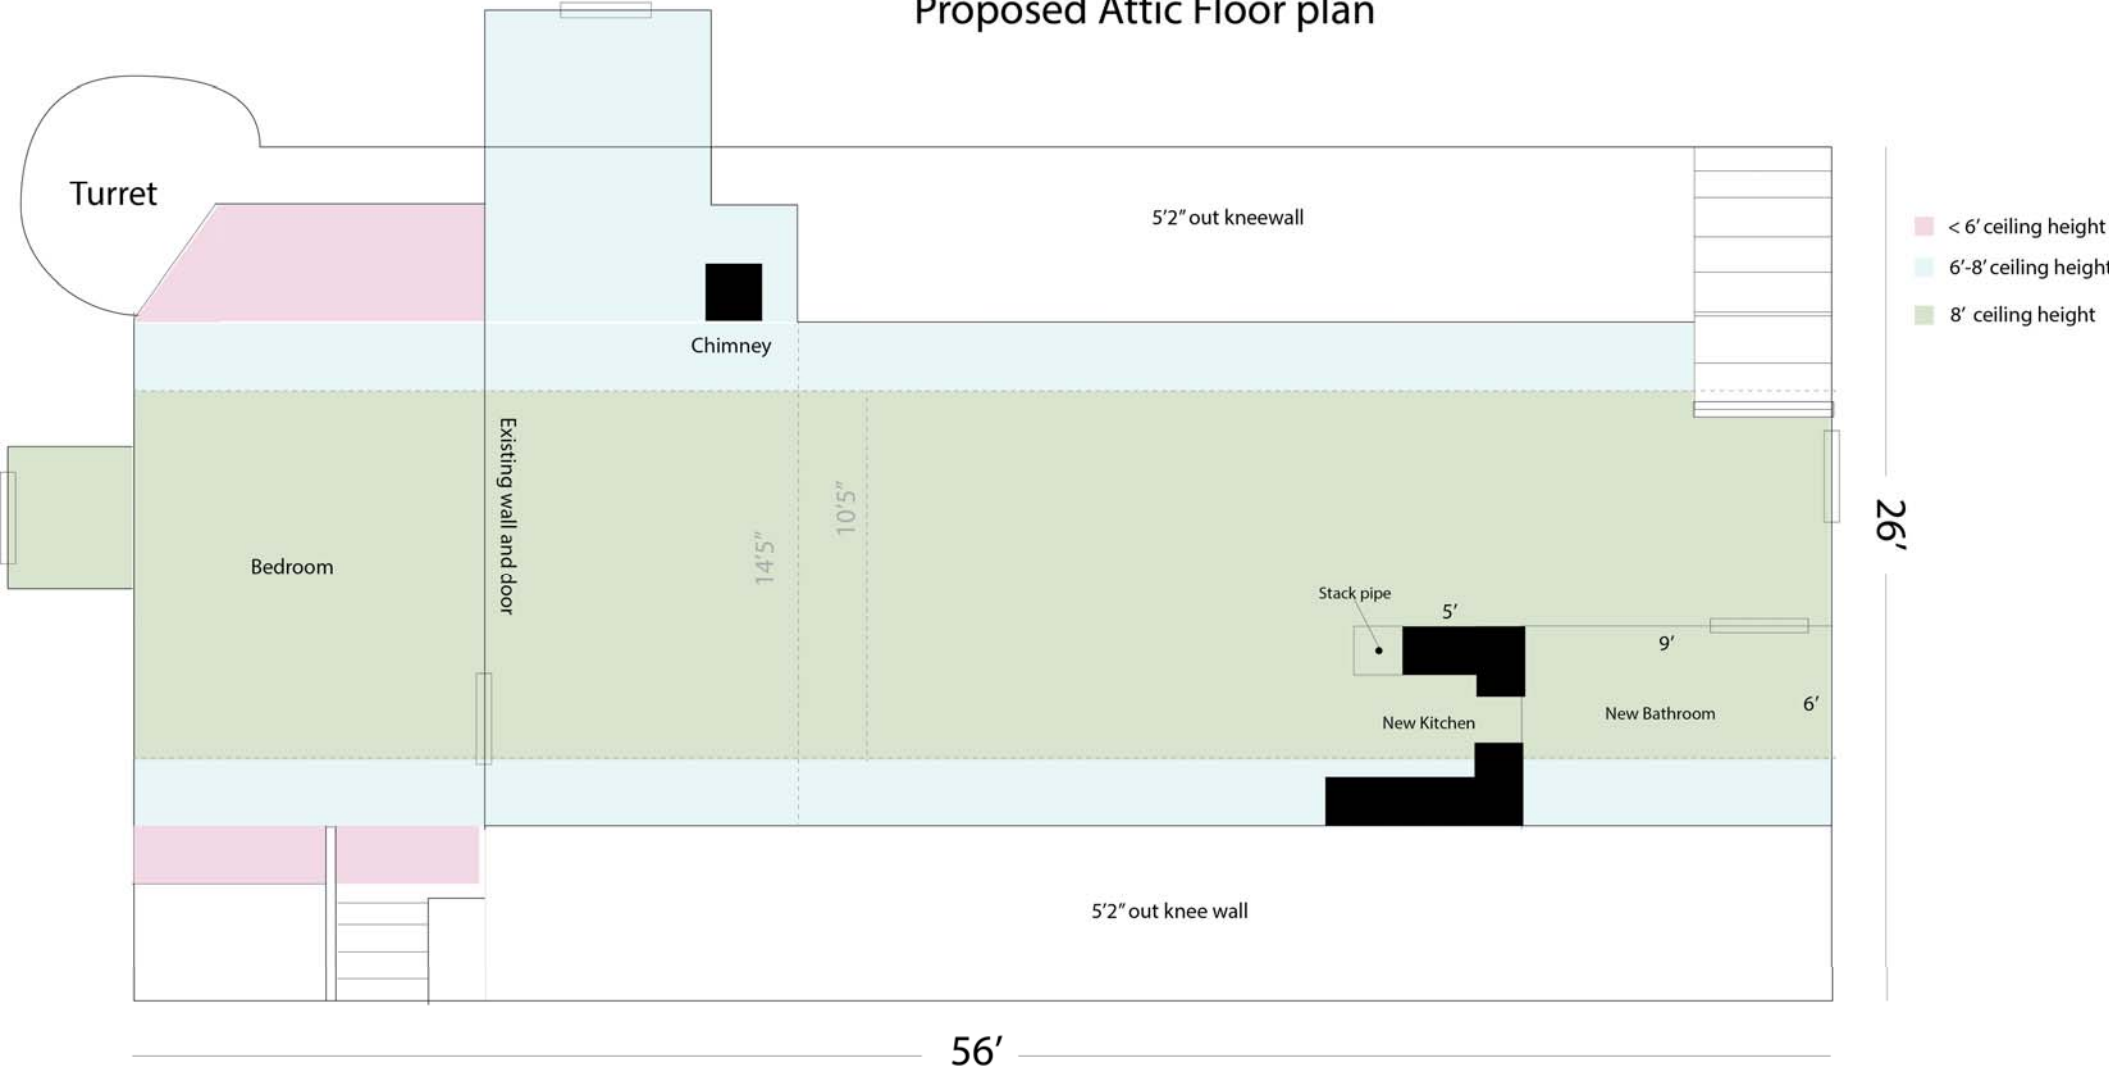 Proposed Attic Floor plan
Turret
5’2” out kneewall
< 6’ ceiling height
6’-8’ ceiling height
8’ ceiling height
Chimney
Existing wall and door
10’5”
14’5”
26’
Bedroom
Stack pipe
5’
9’
6’
New Kitchen
New Bathroom
5’2” out knee wall
56’